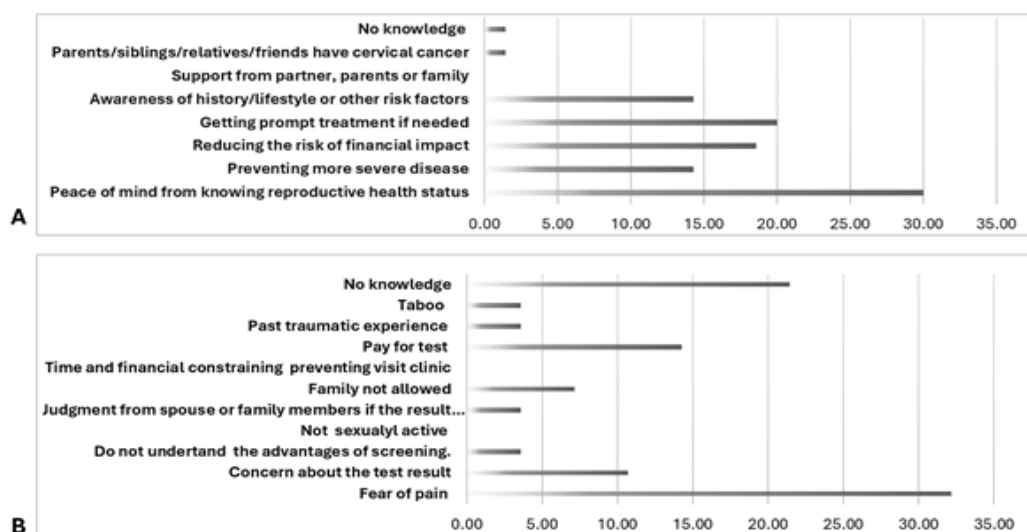 No knowledge
Parents/siblings/relatives/friends have cervical cancer
Support from partner, parents or family
Awareness of history/lifestyle or other risk factors
Getting prompt treatment if needed
Reducing the risk of financial impact
Preventing more severe disease
Peace of mind from knowing reproductive health status
A
0.00 5.00 10.00 15.00 20.00 25.00 30.00 35.00
No knowledge
Taboo
Past traumatic experience
Pay for test
Time and financial constraining preventing visit clinic
Family not allowed
Judgment from spouse or family members if the result...
Not sexualyl active
Do not undertand the advantages of screening.
Concern about the test result
Fear of pain
B
0.00 5.00 10.00 15.00 20.00 25.00 30.00 35.00